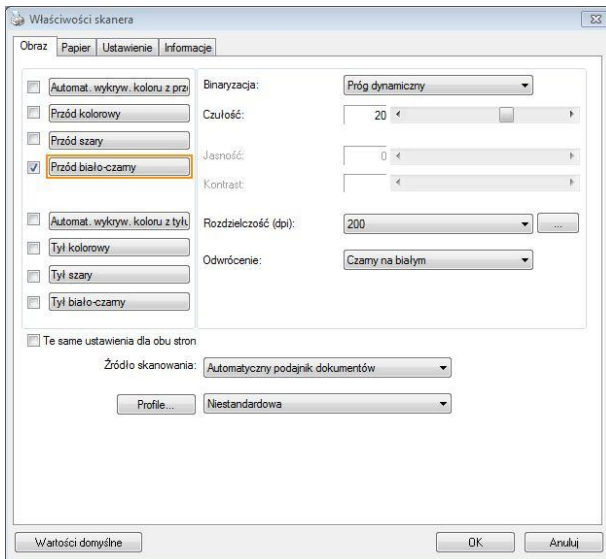 Właściwości skanera
Obraz Papier Ustawienie Informacje
Automat. wykryw. koloru z prze
Przód kolorowy
Przód szary
Przód biało-czarny
Automat. wykryw. koloru z tyłu
Tył kolorowy
Tył szary
Tył biało-czarny
Binaryzacja: Próg dynamiczny
Czułość: 20
Jasność: 0
Kontrast:
Rozdzielczość (dpi): 200 ...
Odwrócenie: Czarny na białym
Te same ustawienia dla obu stron
Źródło skanowania: Automatyczny podajnik dokumentów
Profile... Niestandardowa
Wartości domyślne OK Anuluj